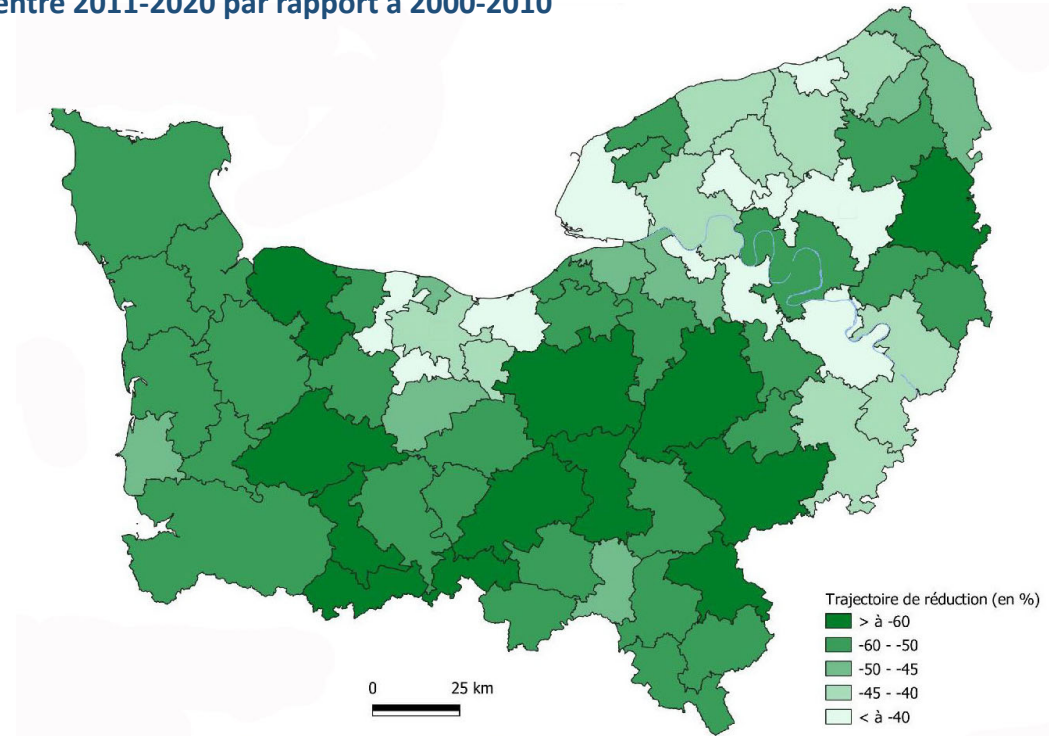 entre 2011-2020 par rapport à 2000-2010
Trajectoire de réduction (en %)
> à -60
-60 - -50
-50 - -45
-45 - -40
< à -40
0 25 km